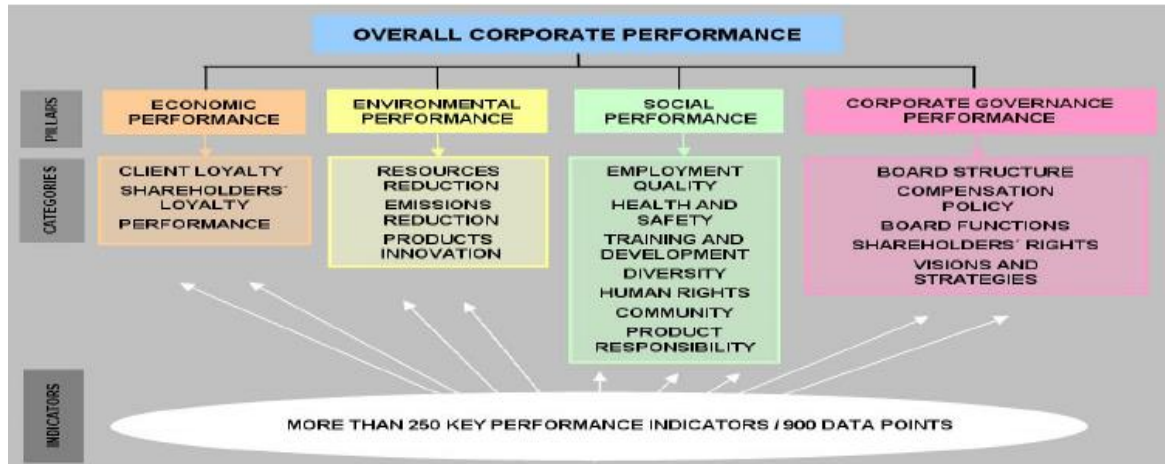 OVERALL CORPORATE PERFORMANCE
PILLARS
ECONOMIC
PERFORMANCE
ENVIRONMENTAL
PERFORMANCE
SOCIAL
PERFORMANCE
CORPORATE GOVERNANCE
PERFORMANCE
CATEGORIES
CLIENT LOYALTY
SHAREHOLDERS´
LOYALTY
PERFORMANCE
RESOURCES
REDUCTION
EMISSIONS
REDUCTION
PRODUCTS
INNOVATION
EMPLOYMENT
QUALITY
HEALTH AND
SAFETY
TRAINING AND
DEVELOPMENT
DIVERSITY
HUMAN RIGHTS
COMMUNITY
PRODUCT
RESPONSIBILITY
BOARD STRUCTURE
COMPENSATION
POLICY
BOARD FUNCTIONS
SHAREHOLDERS´ RIGHTS
VISIONS AND
STRATEGIES
INDICATORS
MORE THAN 250 KEY PERFORMANCE INDICATORS / 900 DATA POINTS